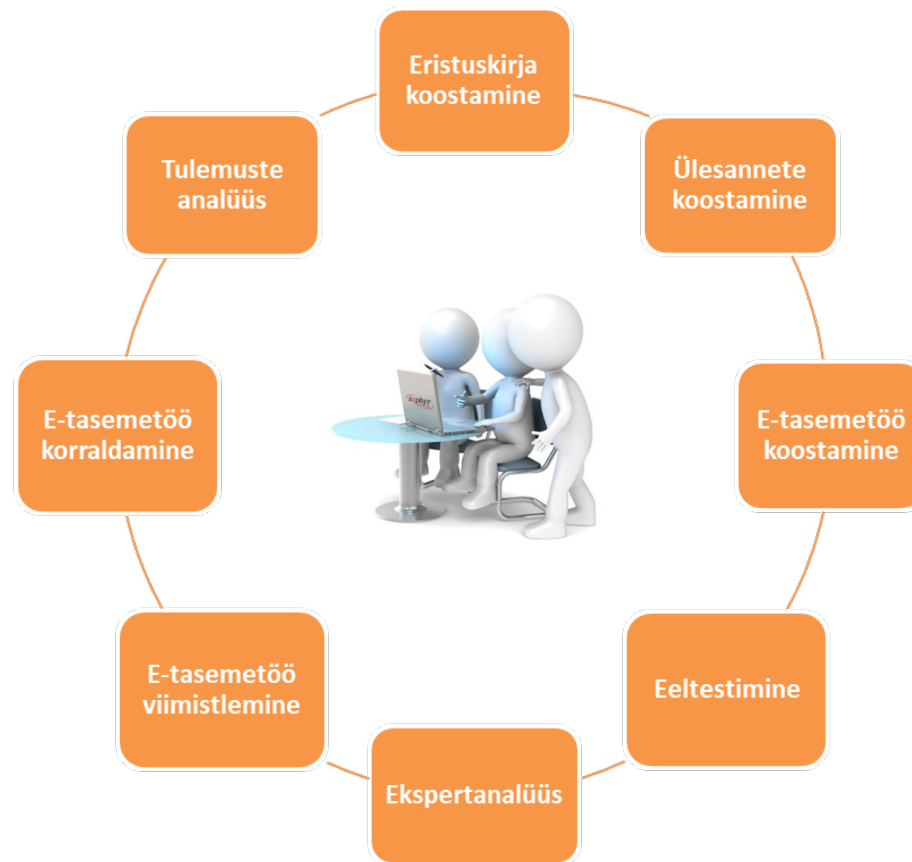 Eristuskirja
koostamine
Ülesannete
koostamine
E-tasemetöö
koostamine
Eeltestimine
Ekspertanalüüs
E-tasemetöö
viimistlemine
E-tasemetöö
korraldamine
Tulemuste
analüüs